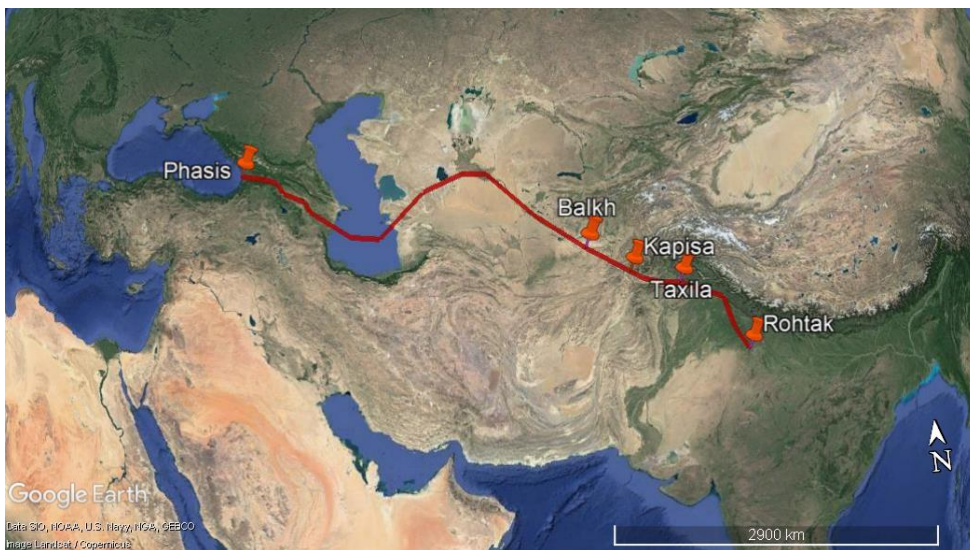 Phasis
Balkh
Kapisa
Taxila
Rohtak
N
Google Earth
Data SIO, NOAA, U.S. Navy, NGA, GEBCO
Image Landsat / Copernicus
2900 km